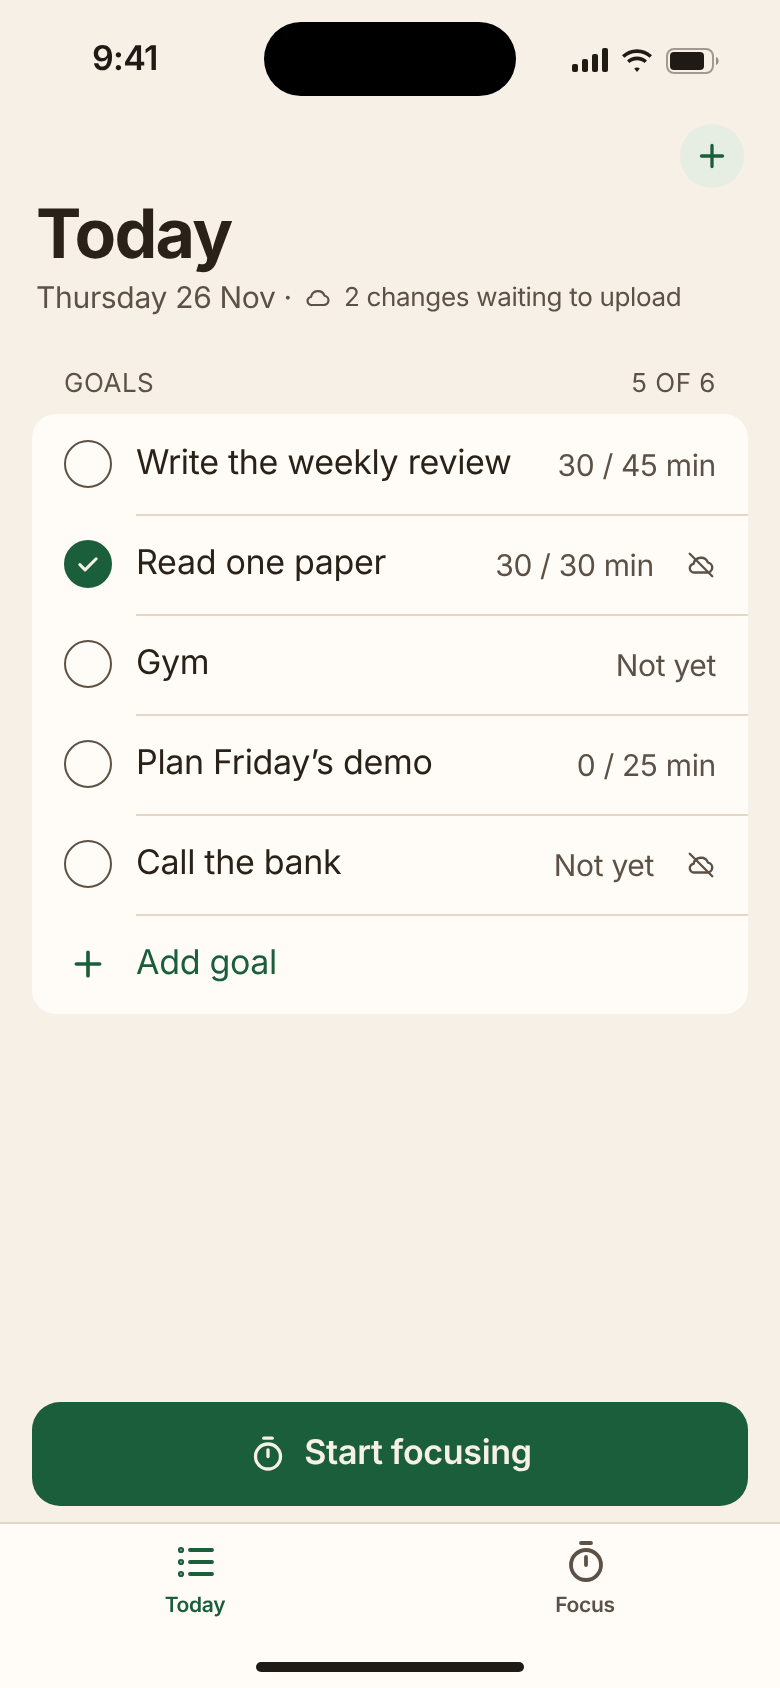 9:41
Today
Thursday 26 Nov · 2 changes waiting to upload
GOALS 5 OF 6
Write the weekly review 30 / 45 min
Read one paper 30 / 30 min
Gym Not yet
Plan Friday’s demo 0 / 25 min
Call the bank Not yet
Add goal
Start focusing
Today Focus